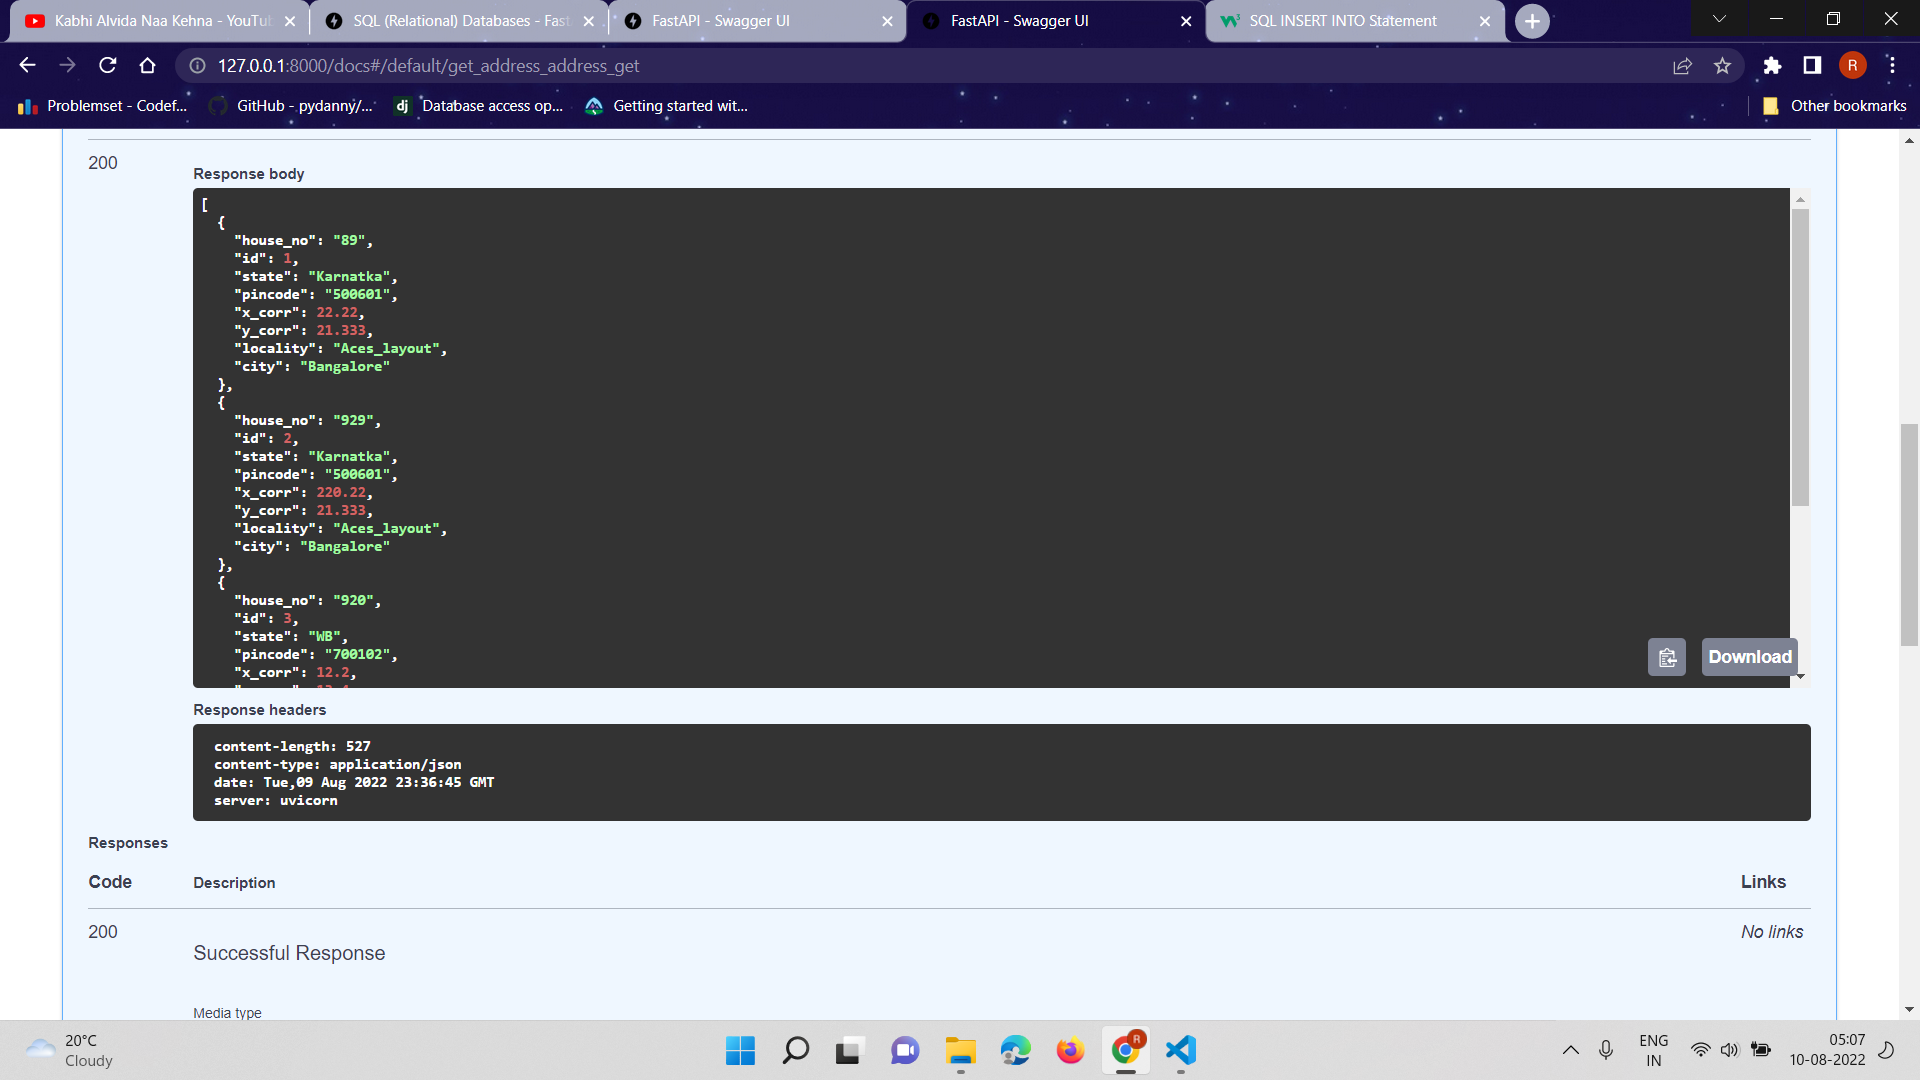 Kabhi Alvida Naa Kehna - YouTu
SQL (Relational) Databases - Fast
FastAPI - Swagger UI
FastAPI - Swagger UI
SQL INSERT INTO Statement
127.0.0.1:8000/docs#/default/get_address_address_get
R
Problemset - Codef...
GitHub - pydanny/...
dj
Database access op...
Getting started wit...
Other bookmarks
200
Response body
[
{
"house_no": "89",
"id": 1,
"state": "Karnatka",
"pincode": "500601",
"x_corr": 22.22,
"y_corr": 21.333,
"locality": "Aces_layout",
"city": "Bangalore"
},
{
"house_no": "929",
"id": 2,
"state": "Karnatka",
"pincode": "500601",
"x_corr": 220.22,
"y_corr": 21.333,
"locality": "Aces_layout",
"city": "Bangalore"
},
{
"house_no": "920",
"id": 3,
"state": "WB",
"pincode": "700102",
"x_corr": 12.2,
Download
Response headers
content-length: 527
content-type: application/json
date: Tue,09 Aug 2022 23:36:45 GMT
server: uvicorn
Responses
Code
Description
Links
200
Successful Response
No links
Media type
20°C
Cloudy
R
ENG
IN
05:07
10-08-2022